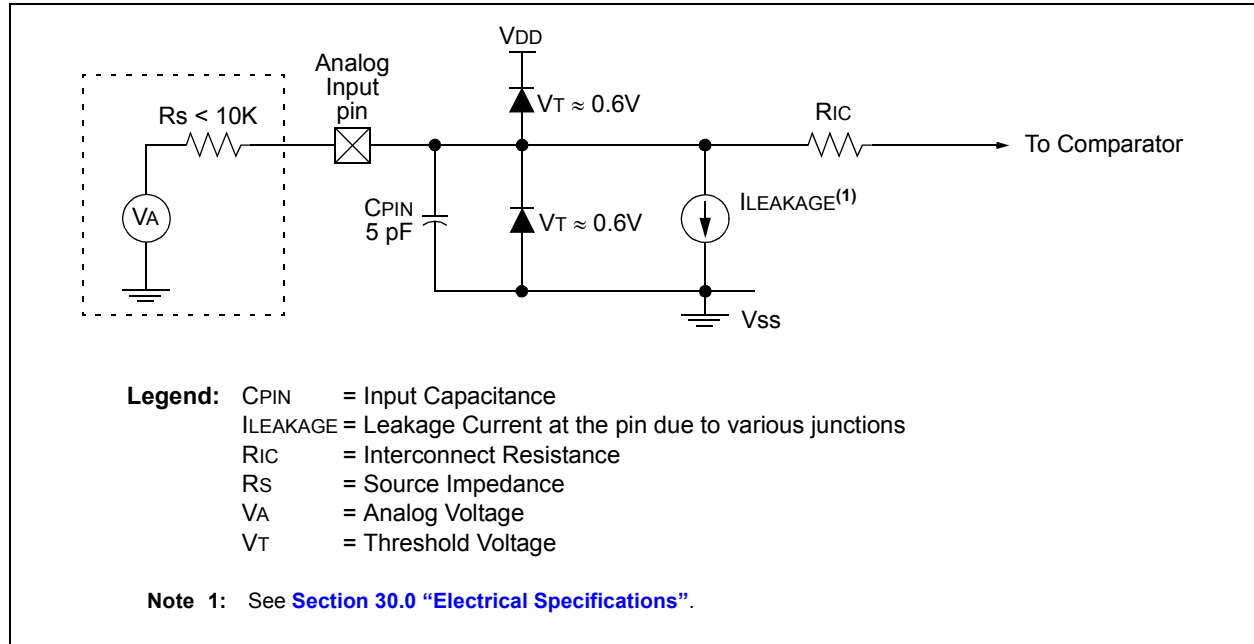 VDD
Analog
Input
pin
Rs < 10K
VT ≈ 0.6V
RIC
To Comparator
VA
CPIN
5 pF
VT ≈ 0.6V
ILEAKAGE(1)
Vss
Legend: CPIN = Input Capacitance
ILEAKAGE = Leakage Current at the pin due to various junctions
RIC = Interconnect Resistance
RS = Source Impedance
VA = Analog Voltage
VT = Threshold Voltage
Note 1: See Section 30.0 “Electrical Specifications”.